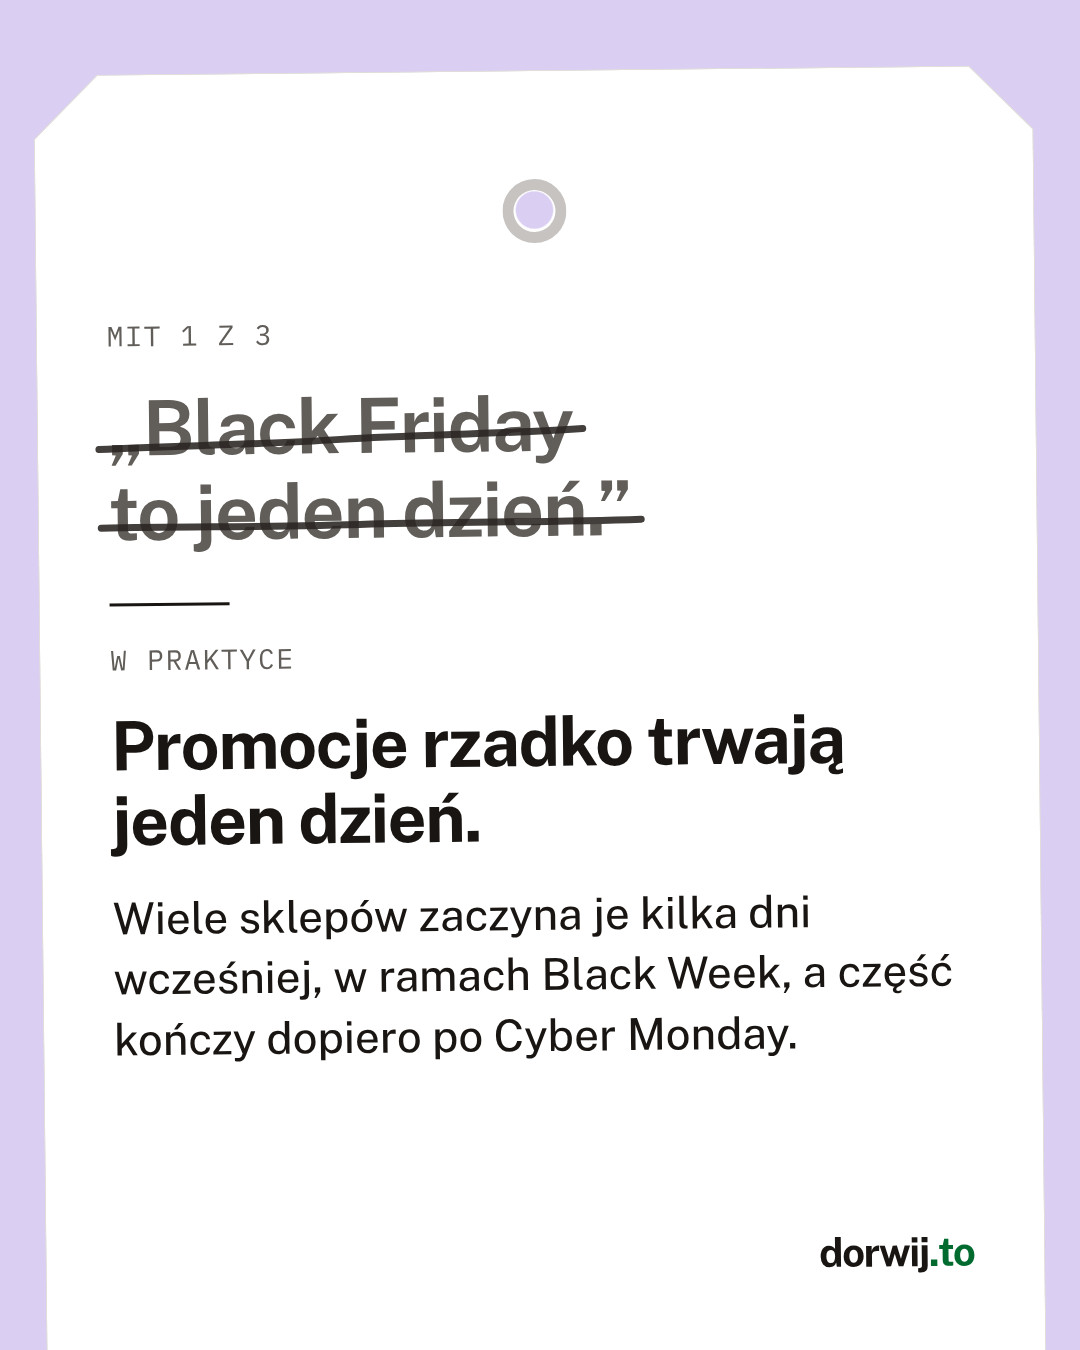 MIT 1 Z 3
„Black Friday
to jeden dzień.”
W PRAKTYCE
Promocje rzadko trwają
jeden dzień.
Wiele sklepów zaczyna je kilka dni
wcześniej, w ramach Black Week, a część
kończy dopiero po Cyber Monday.
dorwij.to